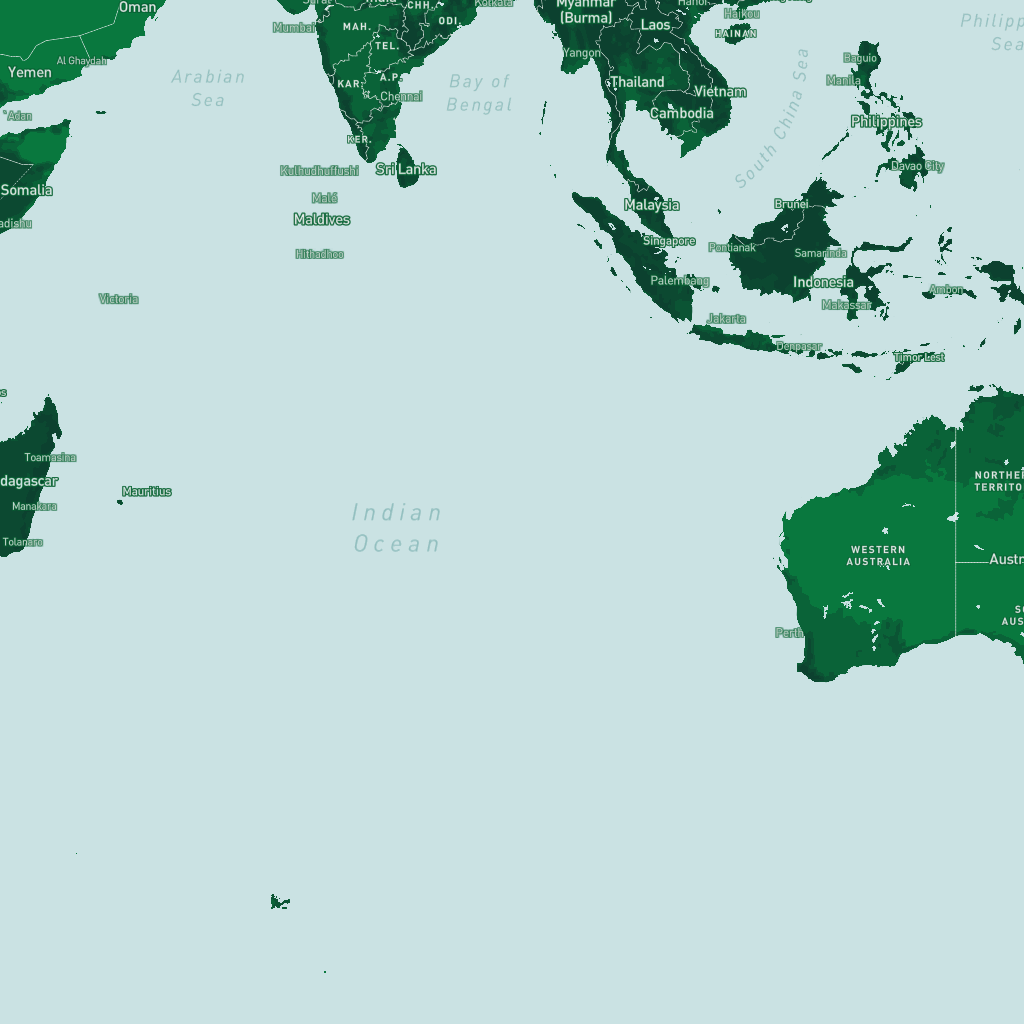 Oman
Mumbai
CHH.
Kolkata
Myanmar
(Burma)
Hanoi
Haikou
HAINAN
Laos
Philipp
Sea
MAH.
ODI.
TEL.
Yangon
Al Ghaydah
Yemen
Arabian
Sea
KAR.
A.P.
Chennai
Bay of
Bengal
Thailand
Vietnam
Cambodia
South China Sea
Baguio
Manila
Philippines
'Adan
KER.
Kulhudhuffushi
Sri Lanka
Davao City
Somalia
Malé
Maldives
Malaysia
Brunei
adishu
Hithadhoo
Singapore
Pontianak
Samarinda
Victoria
Palembang
Indonesia
Ambon
Makassar
Jakarta
Denpasar
Timor Lest
Toamasina
dagascar
Mauritius
Manakara
Tolanaro
Indian
Ocean
NORTHE
TERRITO
WESTERN
AUSTRALIA
Austr
S
AUS
Perth